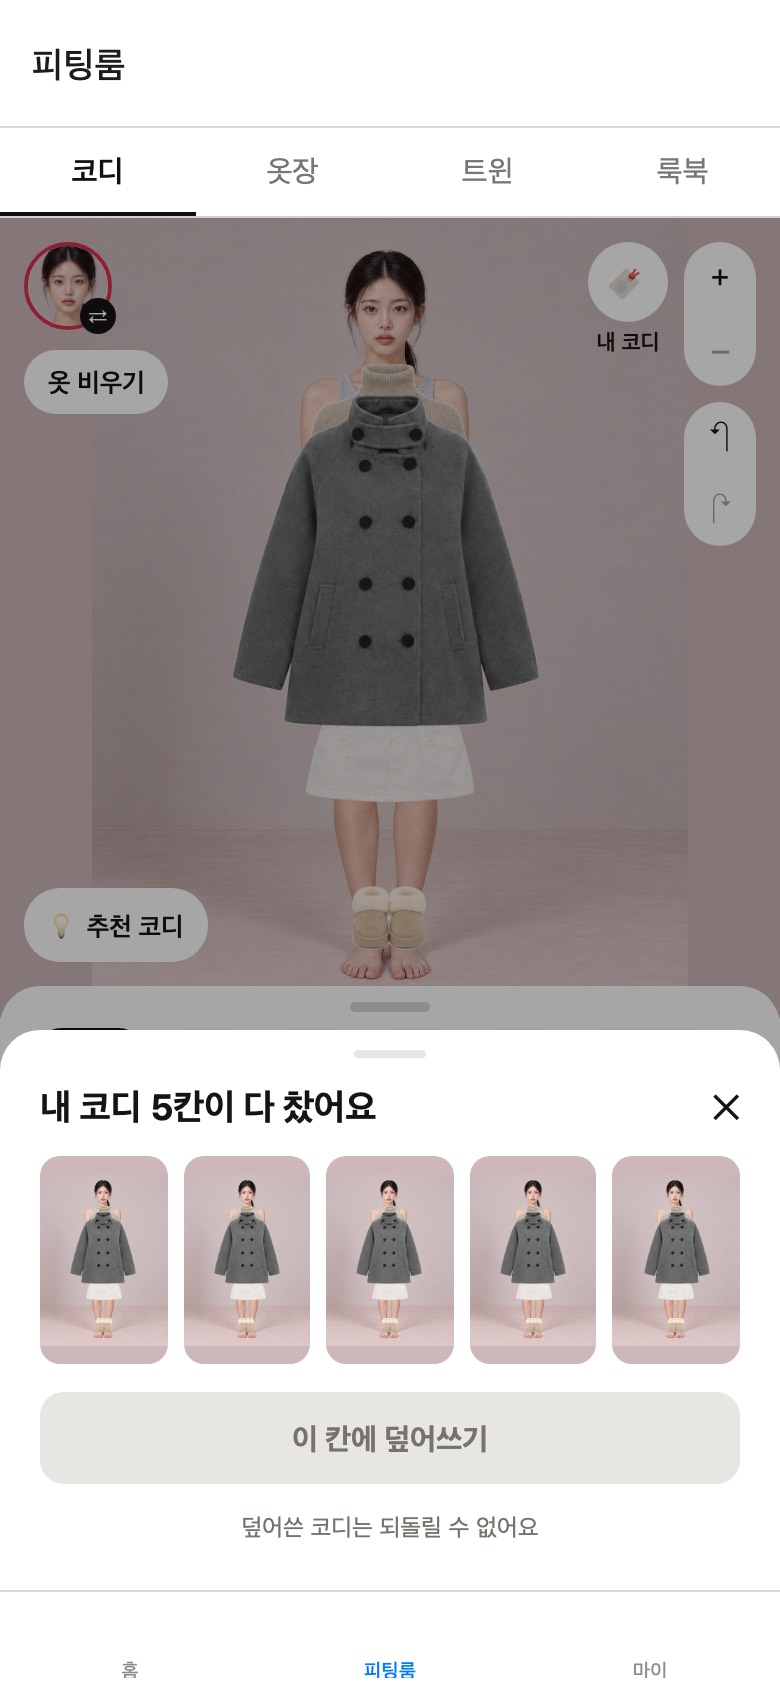 피팅룸
코디
옷장
트윈
룩북
내 코디
옷 비우기
추천 코디
내 코디 5칸이 다 찼어요
이 칸에 덮어쓰기
덮어쓴 코디는 되돌릴 수 없어요
홈
피팅룸
마이